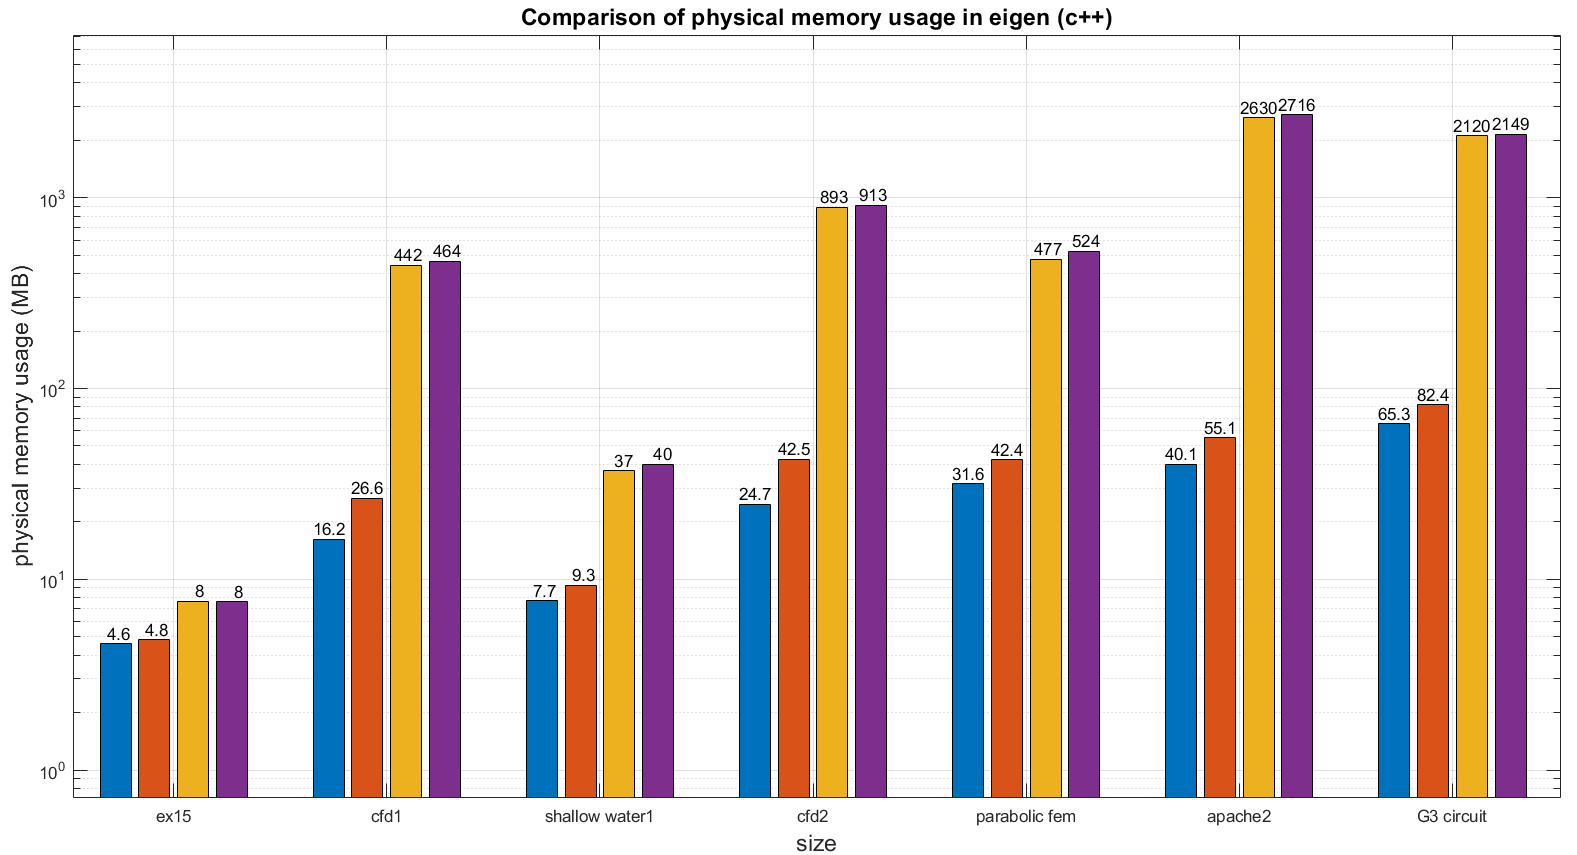 Comparison of physical memory usage in eigen (c++)
physical memory usage (MB)
10^3
10^2
10^1
10^0
4.6 4.8 8 8
16.2 26.6 442 464
7.7 9.3 37 40
24.7 42.5 893 913
31.6 42.4 477 524
40.1 55.1 2630 2716
65.3 82.4 2120 2149
ex15 cfd1 shallow water1 cfd2 parabolic fem apache2 G3 circuit
size